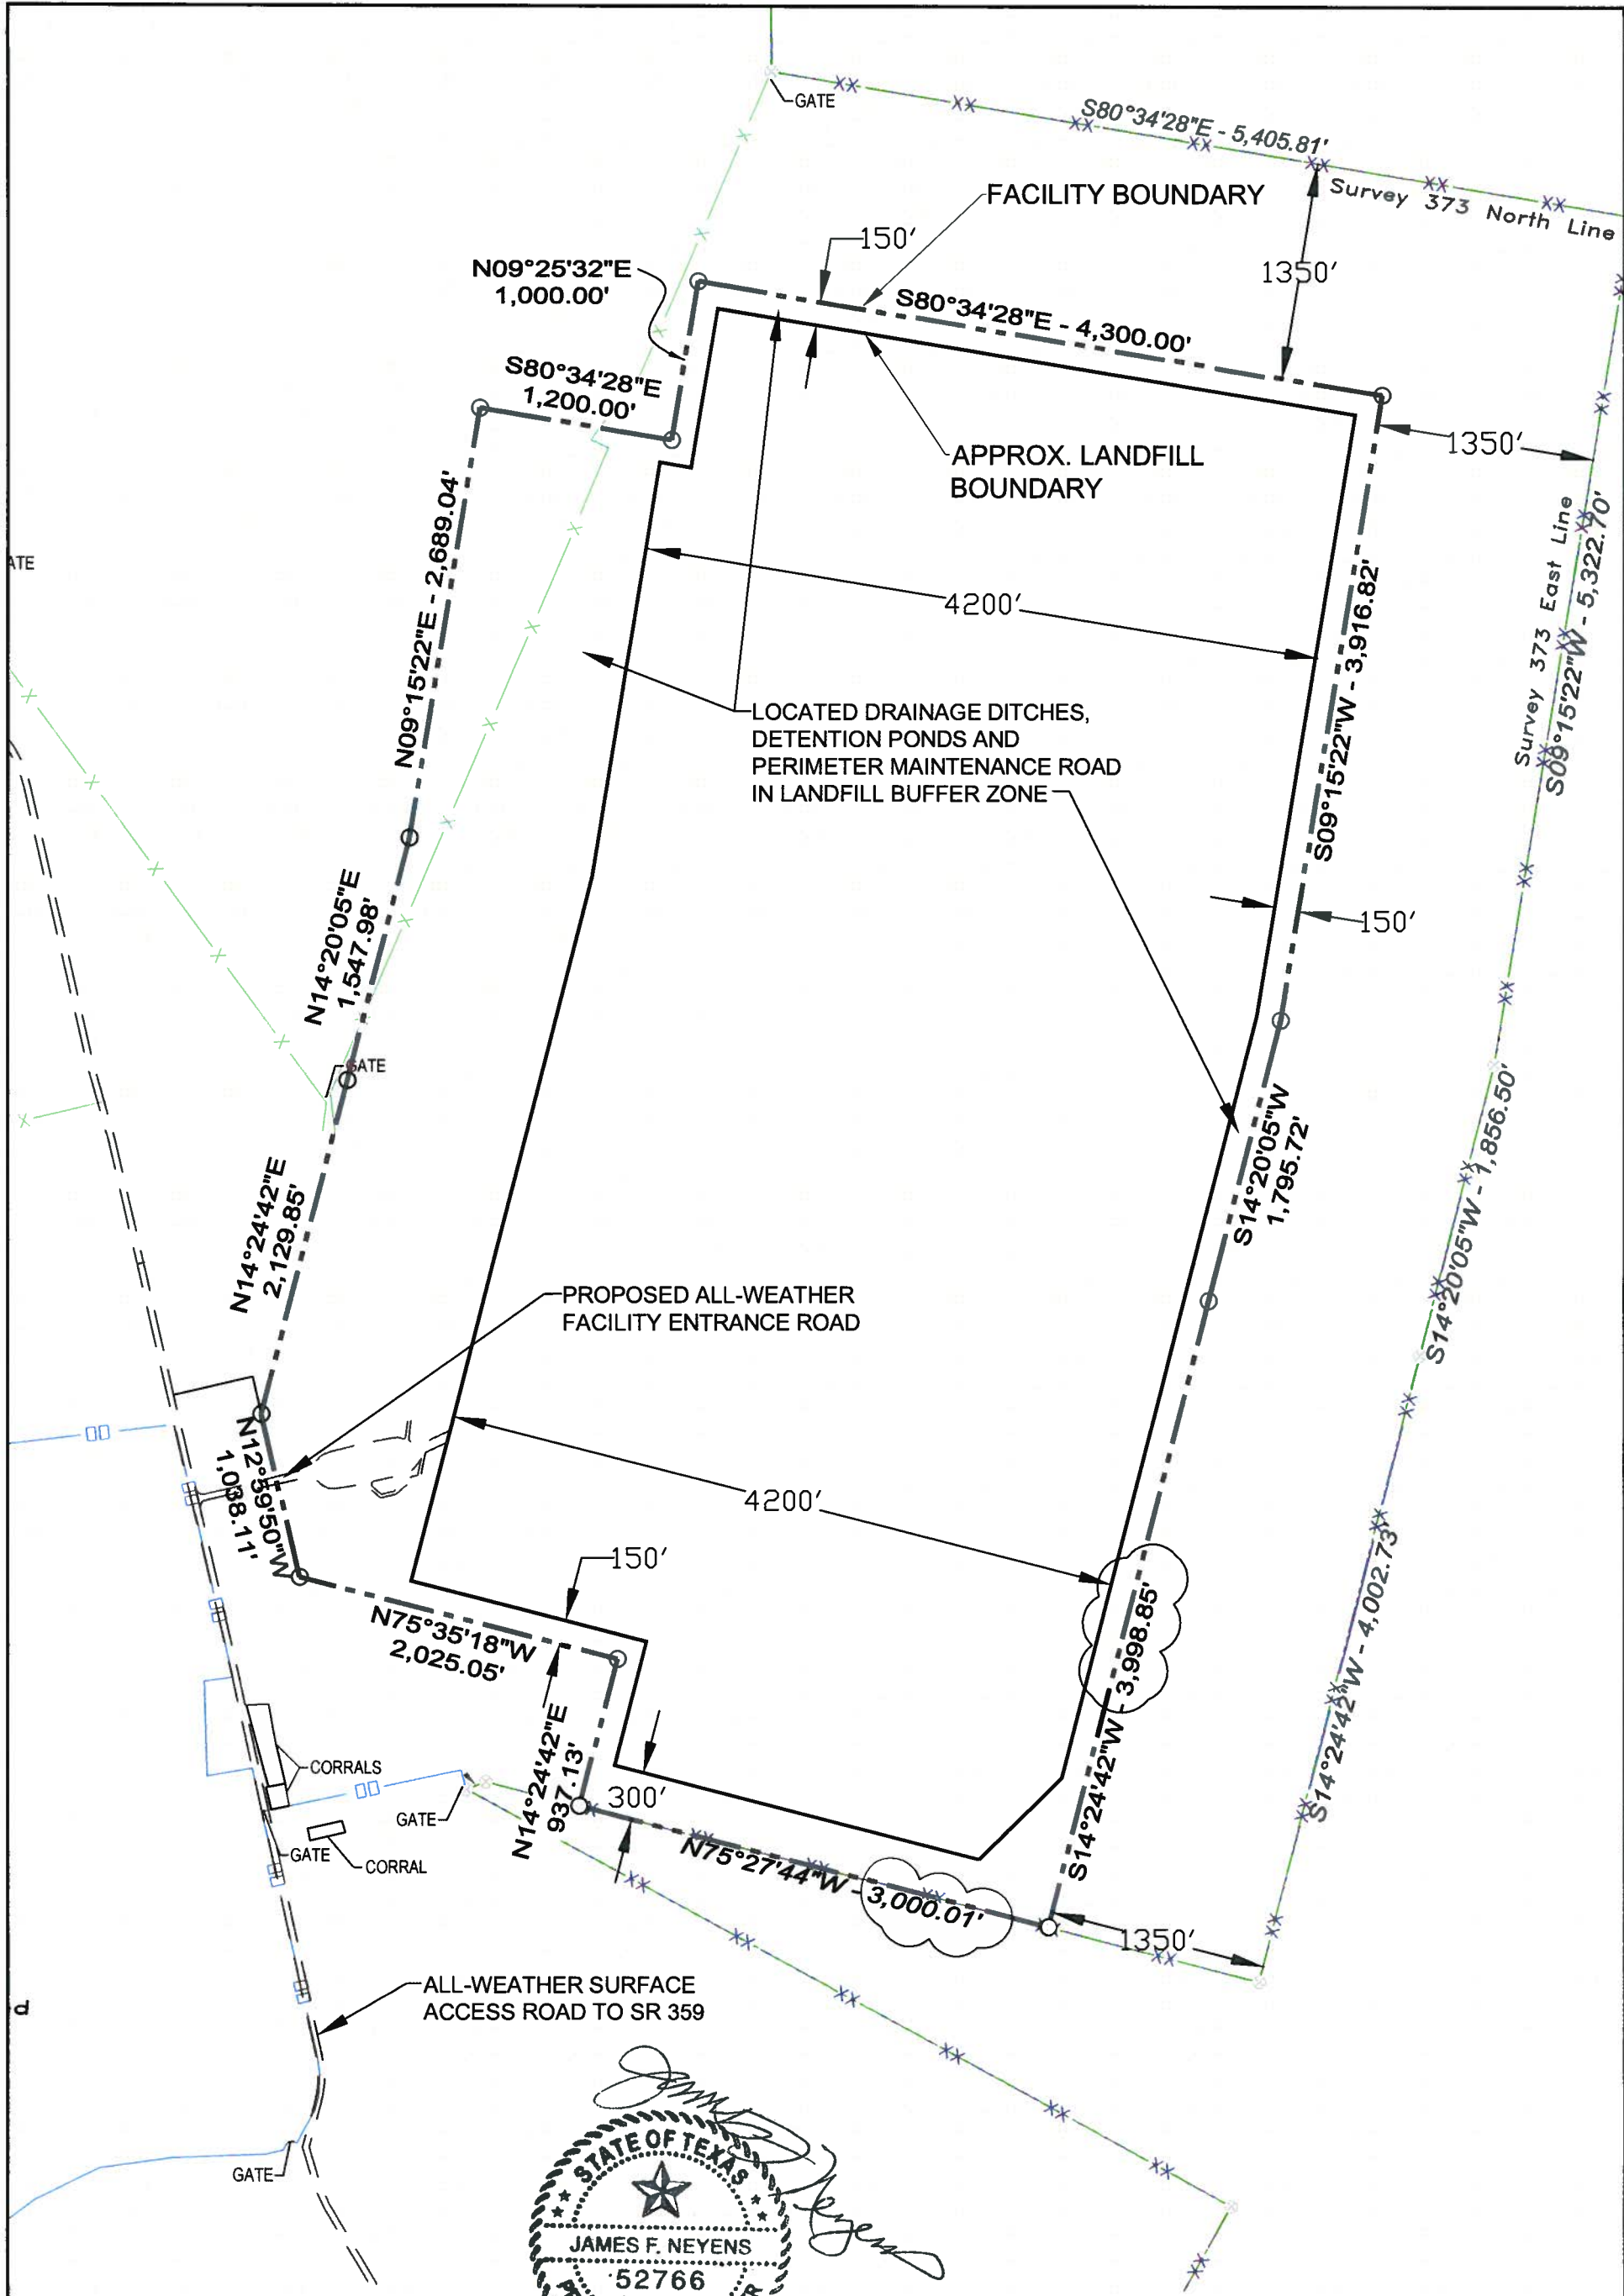 GATE
S80°34'28"E - 5,405.81'
Survey 373 North Line
FACILITY BOUNDARY
150'
1350'
N09°25'32"E
1,000.00'
S80°34'28"E - 4,300.00'
S80°34'28"E
1,200.00'
1350'
APPROX. LANDFILL
BOUNDARY
N09°15'22"E - 2,689.04'
4200'
S09°15'22"W - 3,916.82'
Survey 373 East Line
S09°15'22"W - 5,322.70'
LOCATED DRAINAGE DITCHES,
DETENTION PONDS AND
PERIMETER MAINTENANCE ROAD
IN LANDFILL BUFFER ZONE
150'
N14°20'05"E
1,547.98'
GATE
S14°20'05"W
1,795.72'
S14°20'05"W - 1,856.50'
N14°24'42"E
2,129.85'
PROPOSED ALL-WEATHER
FACILITY ENTRANCE ROAD
N12°59'50"W
1,038.11'
4200'
150'
N75°35'18"W
2,025.05'
S14°24'42"W - 3,998.85'
S14°24'42"W - 4,002.73'
N14°24'42"E
937.13'
CORRALS
GATE
300'
GATE
CORRAL
N75°27'44"W - 3,000.01'
1350'
ALL-WEATHER SURFACE
ACCESS ROAD TO SR 359
d
GATE
STATE OF TEXAS
JAMES F. NEYENS
52766